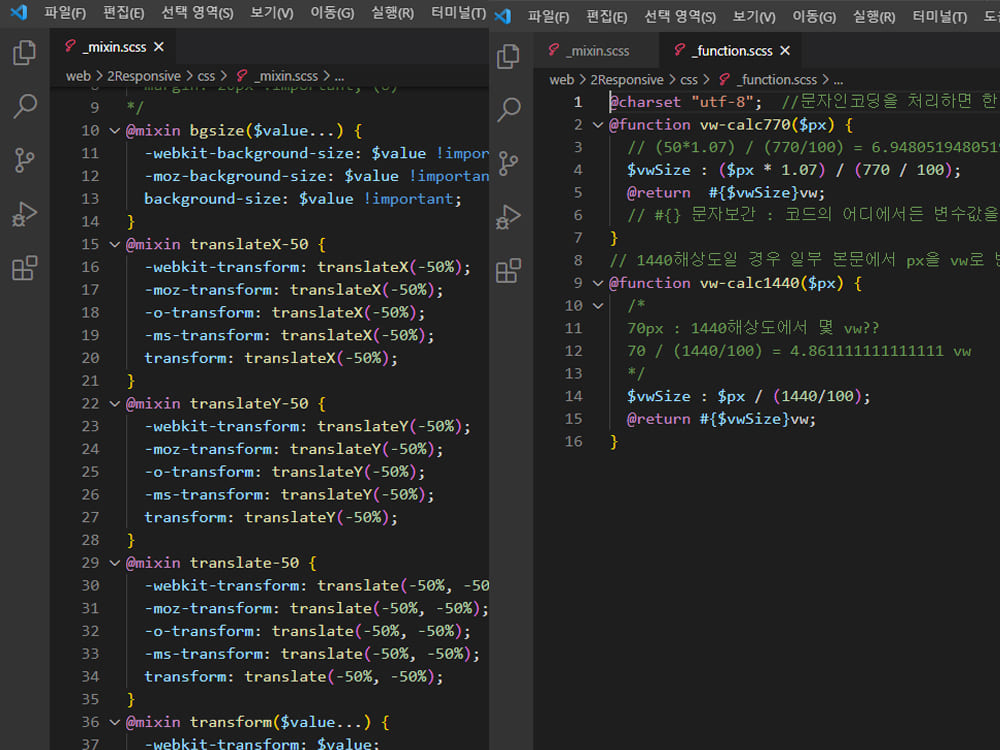 파일(F) 편집(E) 선택 영역(S) 보기(V) 이동(G) 실행(R) 터미널(T)
_mixin.scss ✕
web > 2Responsive > css > _mixin.scss > ...
9 */
10 @mixin bgsize($value...) {
11 -webkit-background-size: $value !impor
12 -moz-background-size: $value !importan
13 background-size: $value !important;
14 }
15 @mixin translateX-50 {
16 -webkit-transform: translateX(-50%);
17 -moz-transform: translateX(-50%);
18 -o-transform: translateX(-50%);
19 -ms-transform: translateX(-50%);
20 transform: translateX(-50%);
21 }
22 @mixin translateY-50 {
23 -webkit-transform: translateY(-50%);
24 -moz-transform: translateY(-50%);
25 -o-transform: translateY(-50%);
26 -ms-transform: translateY(-50%);
27 transform: translateY(-50%);
28 }
29 @mixin translate-50 {
30 -webkit-transform: translate(-50%, -50
31 -moz-transform: translate(-50%, -50%);
32 -o-transform: translate(-50%, -50%);
33 -ms-transform: translate(-50%, -50%);
34 transform: translate(-50%, -50%);
35 }
36 @mixin transform($value...) {
37 -webkit-transform: $value;
파일(F) 편집(E) 선택 영역(S) 보기(V) 이동(G) 실행(R) 터미널(T)
_mixin.scss _function.scss ✕
web > 2Responsive > css > _function.scss > ...
1 @charset "utf-8"; //문자인코딩을 처리하면 한
2 @function vw-calc770($px) {
3 // (50*1.07) / (770/100) = 6.948051948051
4 $vwSize : ($px * 1.07) / (770 / 100);
5 @return #{$vwSize}vw;
6 // #{} 문자보간 : 코드의 어디에서든 변수값을
7 }
8 // 1440해상도일 경우 일부 본문에서 px을 vw로
9 @function vw-calc1440($px) {
10 /*
11 70px : 1440해상도에서 몇 vw??
12 70 / (1440/100) = 4.861111111111111 vw
13 */
14 $vwSize : $px / (1440/100);
15 @return #{$vwSize}vw;
16 }